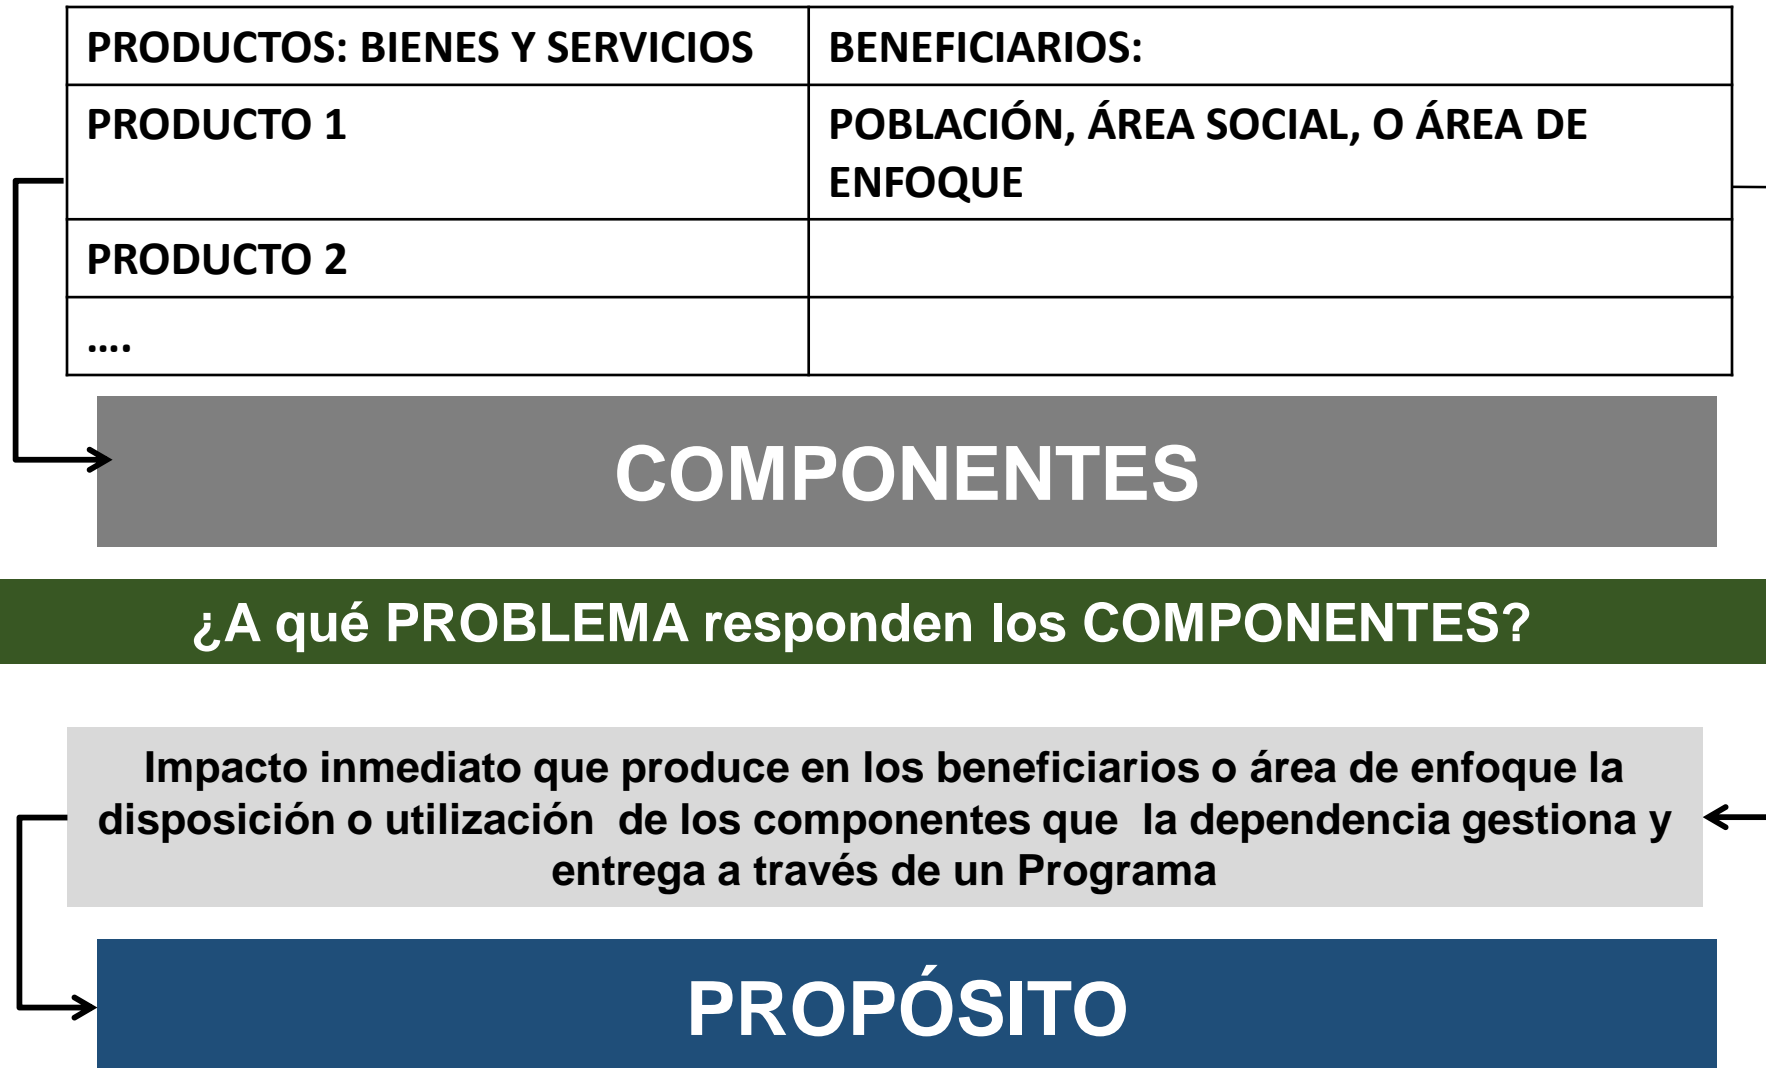 PRODUCTOS: BIENES Y SERVICIOS
BENEFICIARIOS:
PRODUCTO 1
POBLACIÓN, ÁREA SOCIAL, O ÁREA DE
ENFOQUE
PRODUCTO 2
....
COMPONENTES
¿A qué PROBLEMA responden los COMPONENTES?
Impacto inmediato que produce en los beneficiarios o área de enfoque la
disposición o utilización de los componentes que la dependencia gestiona y
entrega a través de un Programa
PROPÓSITO